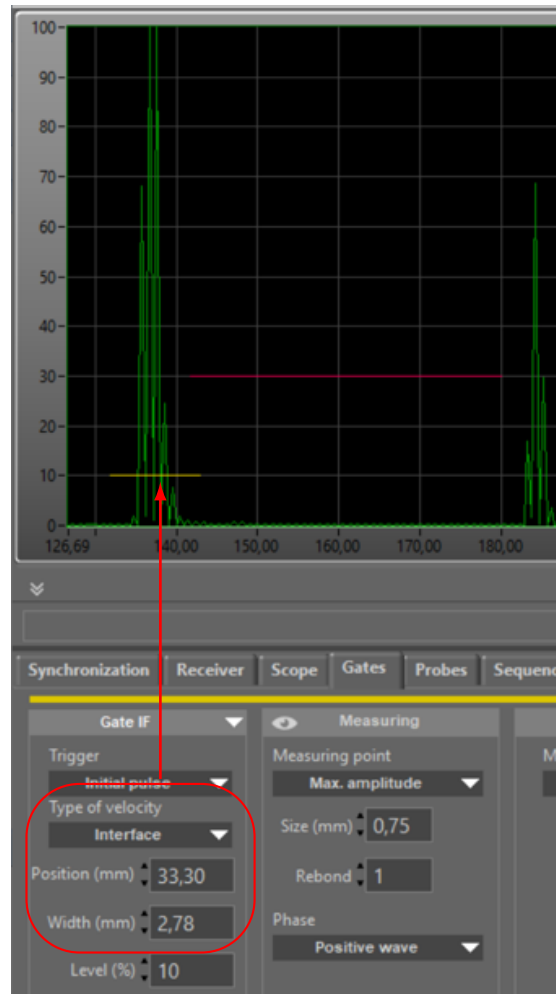 100-
90-
80-
70-
60-
50-
40-
30-
20-
10-
0-
126,69 140,00 150,00 160,00 170,00 180,00
Synchronization Receiver Scope Gates Probes Sequenc
Gate IF
Trigger
Initial pulse
Type of velocity
Interface
Position (mm) 33,30
Width (mm) 2,78
Level (%) 10
Measuring
Measuring point
Max. amplitude
Size (mm) 0,75
Rebond 1
Phase
Positive wave
M